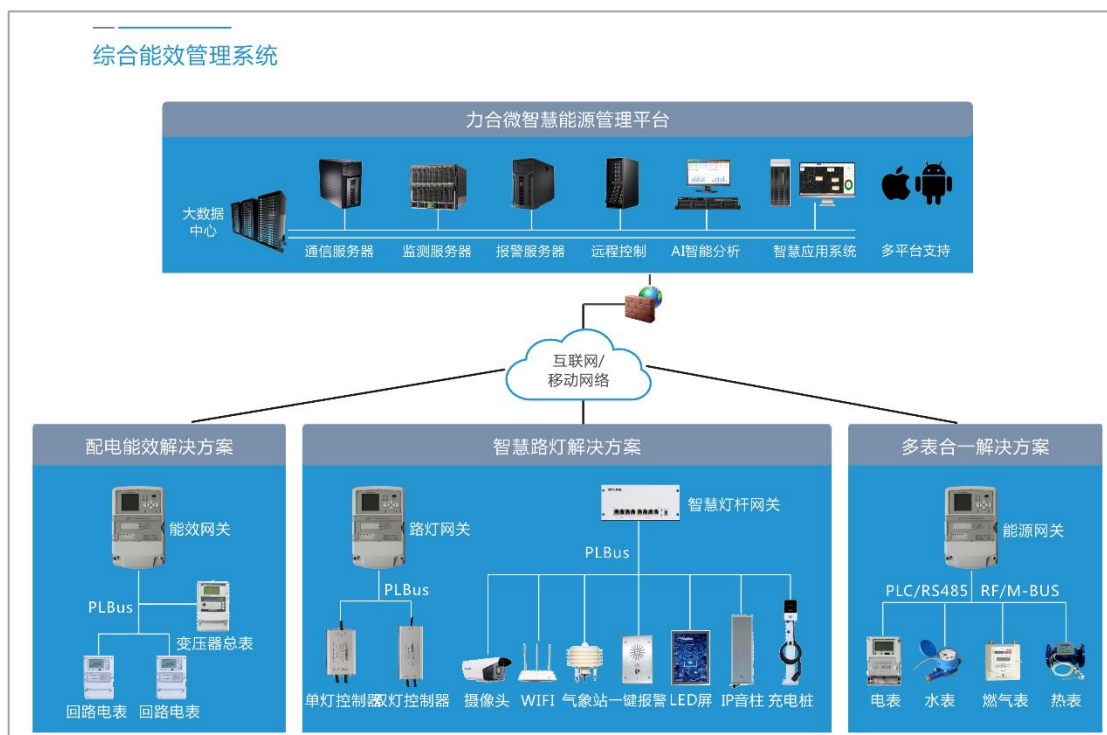 综合能效管理系统
力合微智慧能源管理平台
大数据
中心
通信服务器
监测服务器
报警服务器
远程控制
AI智能分析
智慧应用系统
多平台支持
互联网/
移动网络
配电能效解决方案
能效网关
PLBus
变压器总表
回路电表
回路电表
智慧路灯解决方案
路灯网关
PLBus
单灯控制器
双灯控制器
智慧灯杆网关
PLBus
摄像头
WIFI
气象站
一键报警
LED屏
IP音柱
充电桩
多表合一解决方案
能源网关
PLC/RS485
RF/M-BUS
电表
水表
燃气表
热表